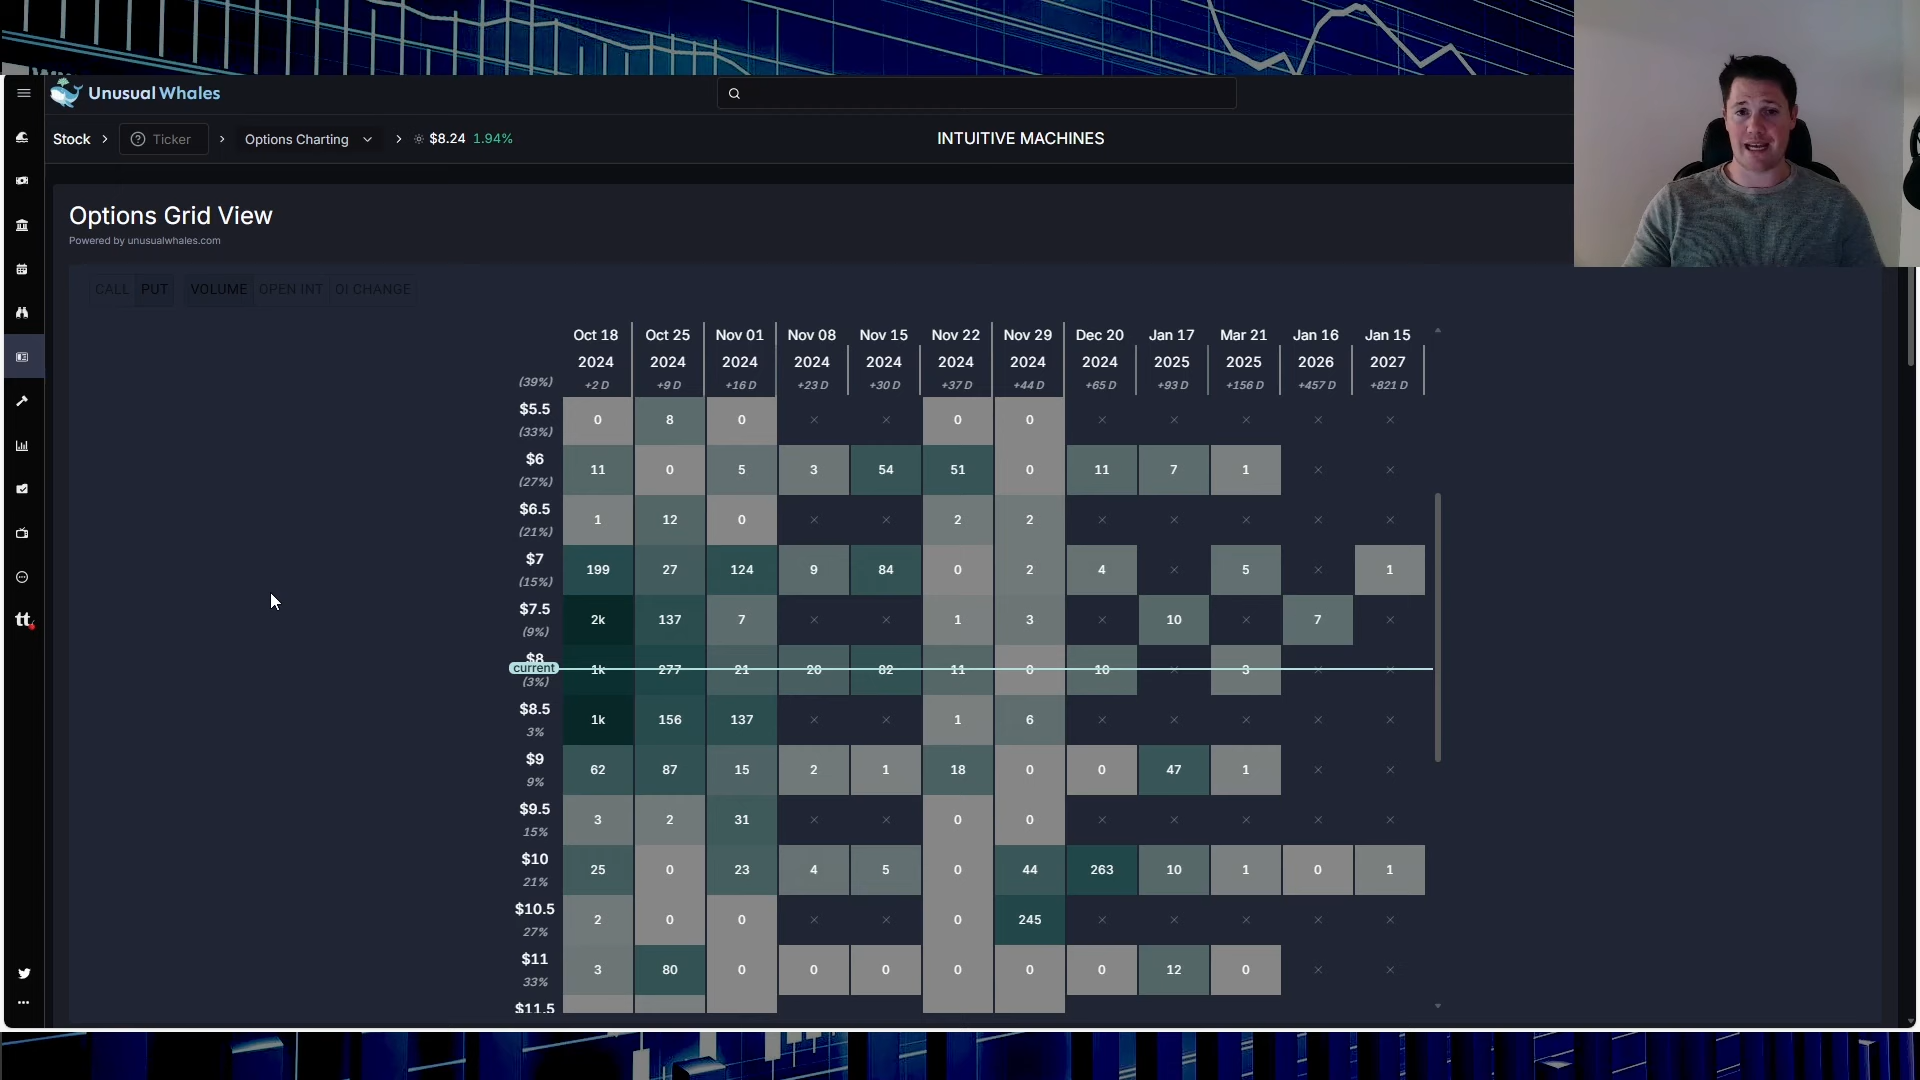 Unusual Whales
Stock > Ticker > Options Charting > $8.24 1.94%
INTUITIVE MACHINES
Options Grid View
Powered by unusualwhales.com
CALL PUT VOLUME OPEN INT OI CHANGE
Oct 18 Oct 25 Nov 01 Nov 08 Nov 15 Nov 22 Nov 29 Dec 20 Jan 17 Mar 21 Jan 16 Jan 15
2024 2024 2024 2024 2024 2024 2024 2024 2025 2025 2026 2027
(39%) +2 D +9 D +16 D +23 D +30 D +37 D +44 D +65 D +93 D +156 D +457 D +821 D
$5.5 0 8 0 × × 0 0 × × × × ×
(33%)
$6 11 0 5 3 54 51 0 11 7 1 × ×
(27%)
$6.5 1 12 0 × × 2 2 × × × × ×
(21%)
$7 199 27 124 9 84 0 2 4 × 5 × 1
(15%)
$7.5 2k 137 7 × × 1 3 × 10 × 7 ×
(9%)
$8 1k 277 21 20 82 11 0 10 × 3 × ×
current
(3%)
$8.5 1k 156 137 × × 1 6 × × × × ×
3%
$9 62 87 15 2 1 18 0 0 47 1 × ×
9%
$9.5 3 2 31 × × 0 0 × × × × ×
15%
$10 25 0 23 4 5 0 44 263 10 1 0 1
21%
$10.5 2 0 0 × × 0 245 × × × × ×
27%
$11 3 80 0 0 0 0 0 0 12 0 × ×
33%
$11.5
tt